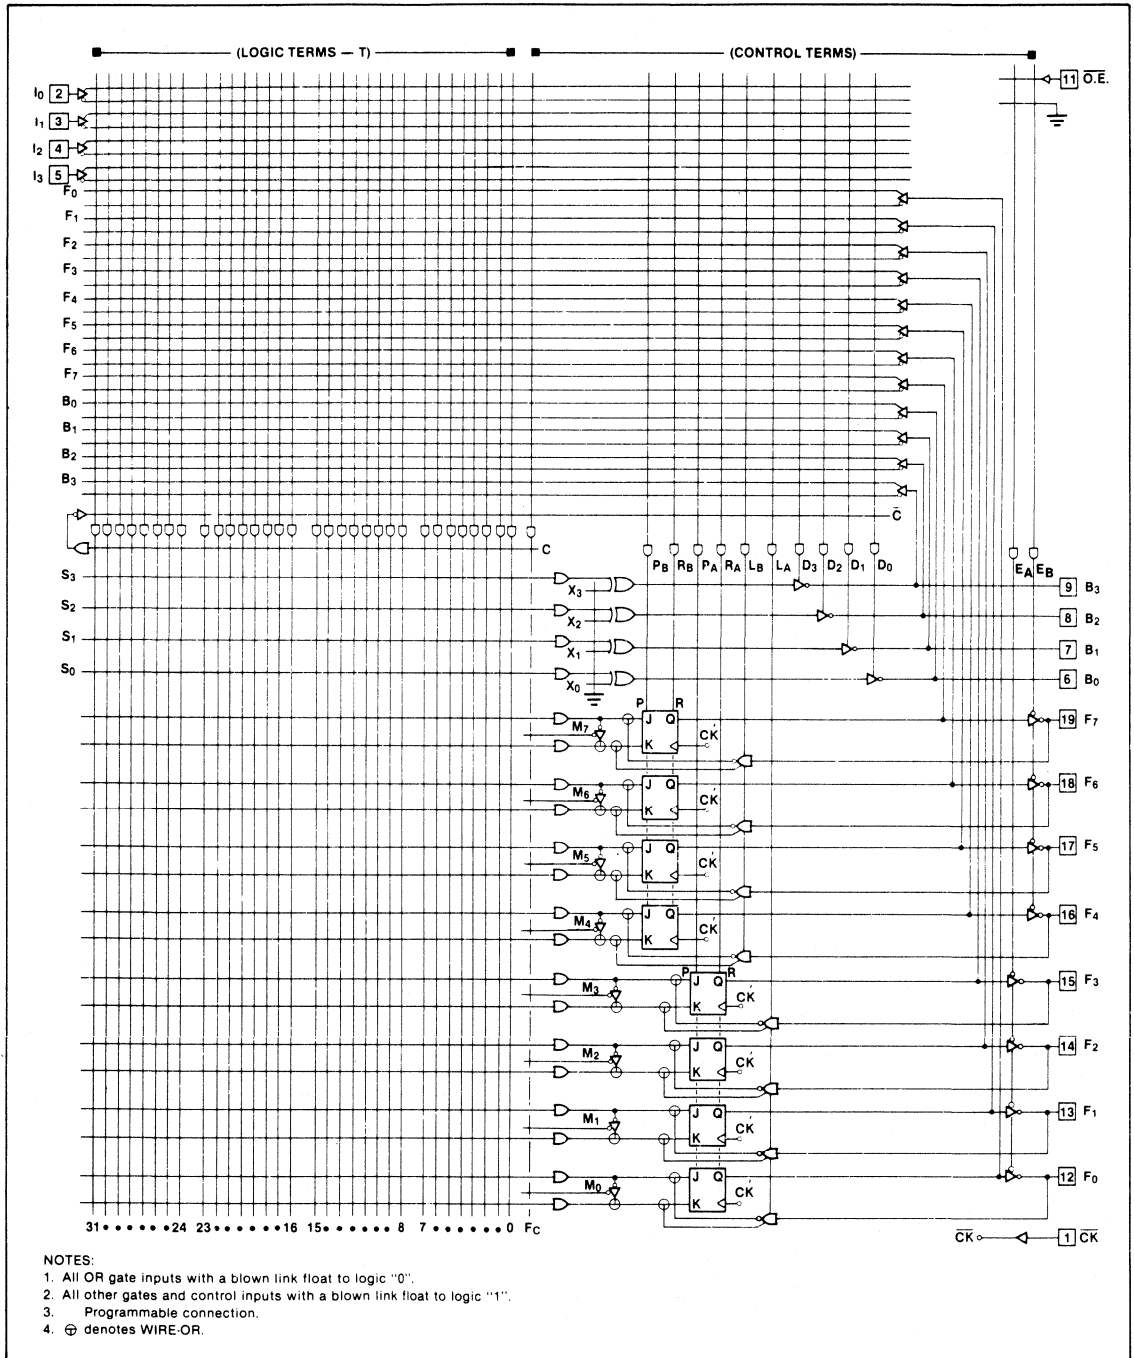 (LOGIC TERMS — T)
(CONTROL TERMS)
11 O.E.
I0 2
I1 3
I2 4
I3 5
F0
F1
F2
F3
F4
F5
F6
F7
B0
B1
B2
B3
C̅
C
PB RB PA RA LB LA D3 D2 D1 D0
EA EB
S3
X3
9 B3
S2
X2
8 B2
S1
X1
7 B1
S0
X0
6 B0
P R
M7 J Q K CK' 19 F7
M6 J Q K CK' 18 F6
M5 J Q K CK' 17 F5
M4 J Q K CK' 16 F4
P R
M3 J Q K CK' 15 F3
M2 J Q K CK' 14 F2
M1 J Q K CK' 13 F1
M0 J Q K CK' 12 F0
31 • • • • • • 24 23 • • • • • • 16 15 • • • • • • 8 7 • • • • • • 0 FC
C̅K̅ 1 C̅K̅
NOTES:
1. All OR gate inputs with a blown link float to logic "0".
2. All other gates and control inputs with a blown link float to logic "1".
3. Programmable connection.
4. denotes WIRE-OR.